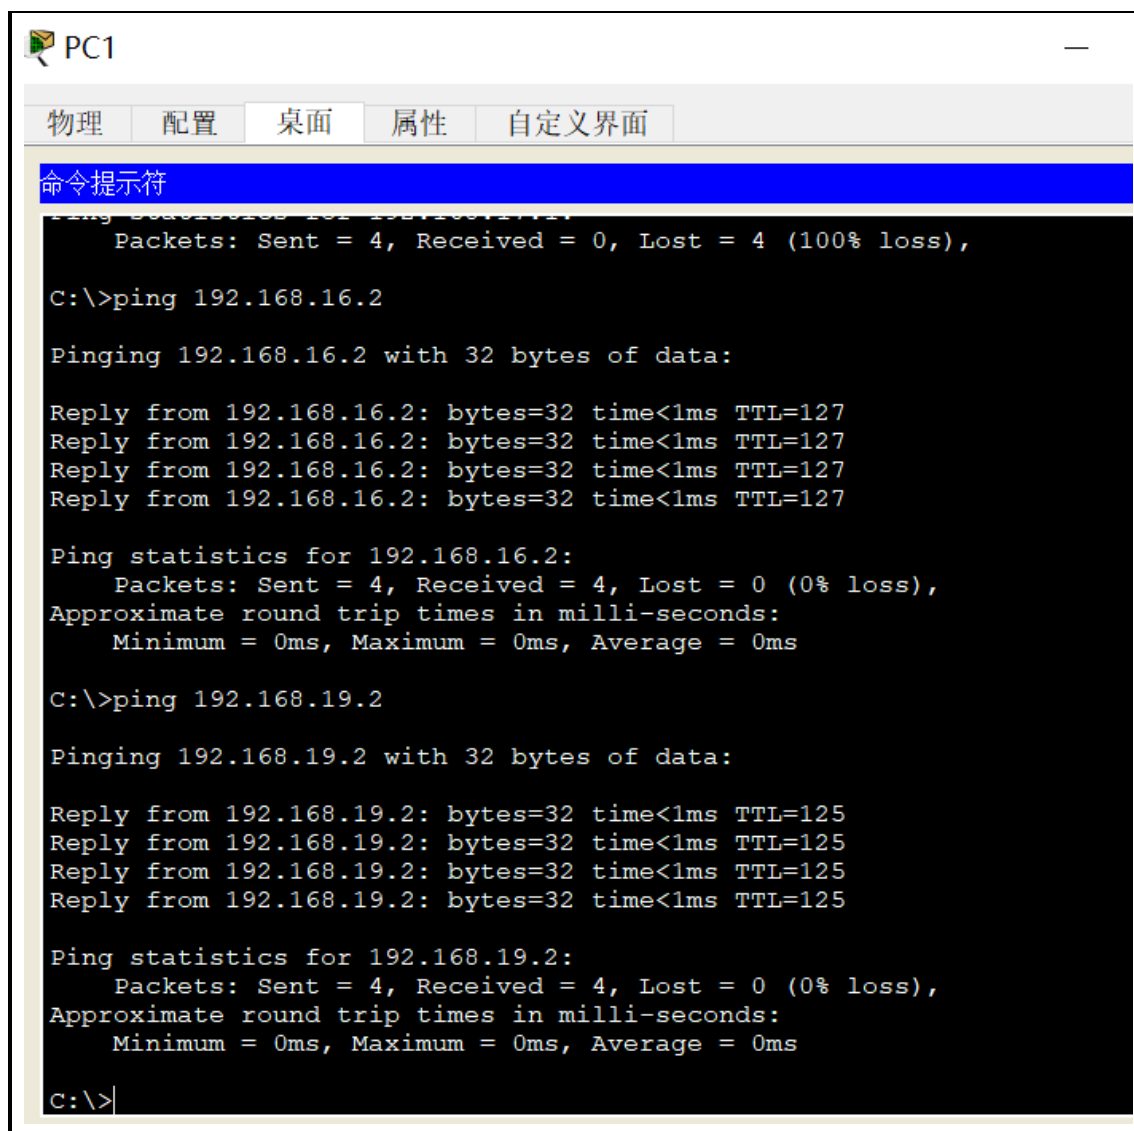 PC1
物理 配置 桌面 属性 自定义界面
命令提示符
Ping statistics for 192.168.17.1:
Packets: Sent = 4, Received = 0, Lost = 4 (100% loss),
C:\>ping 192.168.16.2
Pinging 192.168.16.2 with 32 bytes of data:
Reply from 192.168.16.2: bytes=32 time<1ms TTL=127
Reply from 192.168.16.2: bytes=32 time<1ms TTL=127
Reply from 192.168.16.2: bytes=32 time<1ms TTL=127
Reply from 192.168.16.2: bytes=32 time<1ms TTL=127
Ping statistics for 192.168.16.2:
Packets: Sent = 4, Received = 4, Lost = 0 (0% loss),
Approximate round trip times in milli-seconds:
Minimum = 0ms, Maximum = 0ms, Average = 0ms
C:\>ping 192.168.19.2
Pinging 192.168.19.2 with 32 bytes of data:
Reply from 192.168.19.2: bytes=32 time<1ms TTL=125
Reply from 192.168.19.2: bytes=32 time<1ms TTL=125
Reply from 192.168.19.2: bytes=32 time<1ms TTL=125
Reply from 192.168.19.2: bytes=32 time<1ms TTL=125
Ping statistics for 192.168.19.2:
Packets: Sent = 4, Received = 4, Lost = 0 (0% loss),
Approximate round trip times in milli-seconds:
Minimum = 0ms, Maximum = 0ms, Average = 0ms
C:\>